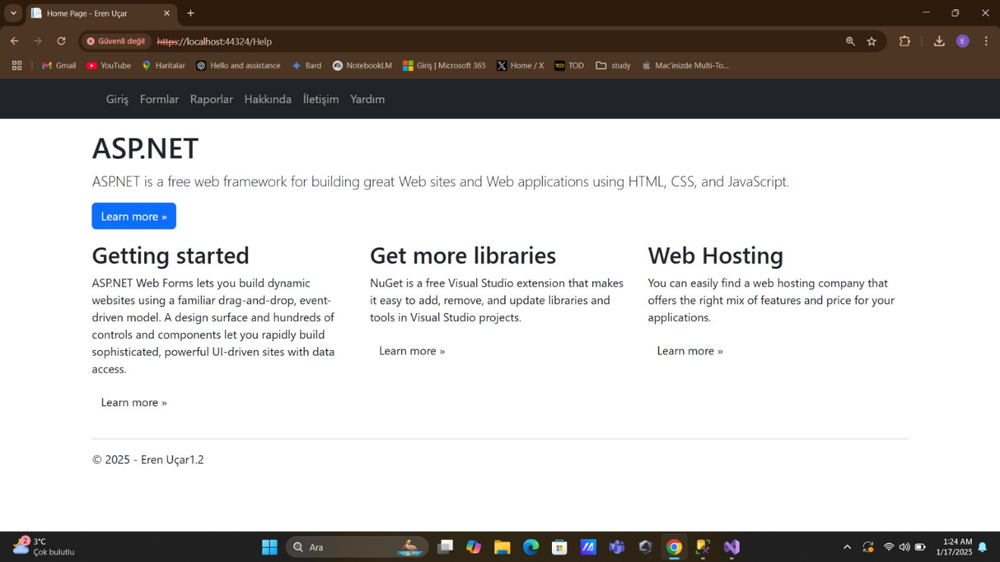 Home Page - Eren Uçar
Güvenli değil https://localhost:44324/Help
E
Gmail YouTube Haritalar Hello and assistance Bard NotebookLM Giriş | Microsoft 365 Home / X TOD study Mac'inizde Multi-To...
Giriş Formlar Raporlar Hakkında İletişim Yardım
ASP.NET
ASP.NET is a free web framework for building great Web sites and Web applications using HTML, CSS, and JavaScript.
Learn more »
Getting started
ASP.NET Web Forms lets you build dynamic
websites using a familiar drag-and-drop, event-
driven model. A design surface and hundreds of
controls and components let you rapidly build
sophisticated, powerful UI-driven sites with data
access.
Learn more »
Get more libraries
NuGet is a free Visual Studio extension that makes
it easy to add, remove, and update libraries and
tools in Visual Studio projects.
Learn more »
Web Hosting
You can easily find a web hosting company that
offers the right mix of features and price for your
applications.
Learn more »
© 2025 - Eren Uçar1.2
2
3°C
Çok bulutlu
Ara
1:24 AM
1/17/2025